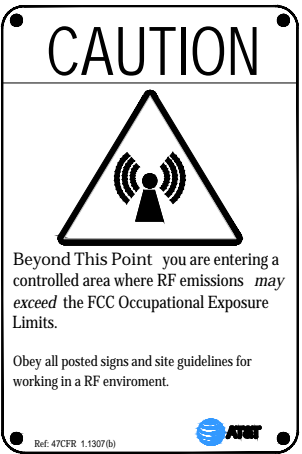 CAUTION
Beyond This Point you are entering a
controlled area where RF emissions may
exceed the FCC Occupational Exposure
Limits.
Obey all posted signs and site guidelines for
working in a RF enviroment.
Ref: 47CFR 1.1307(b)
AT&T